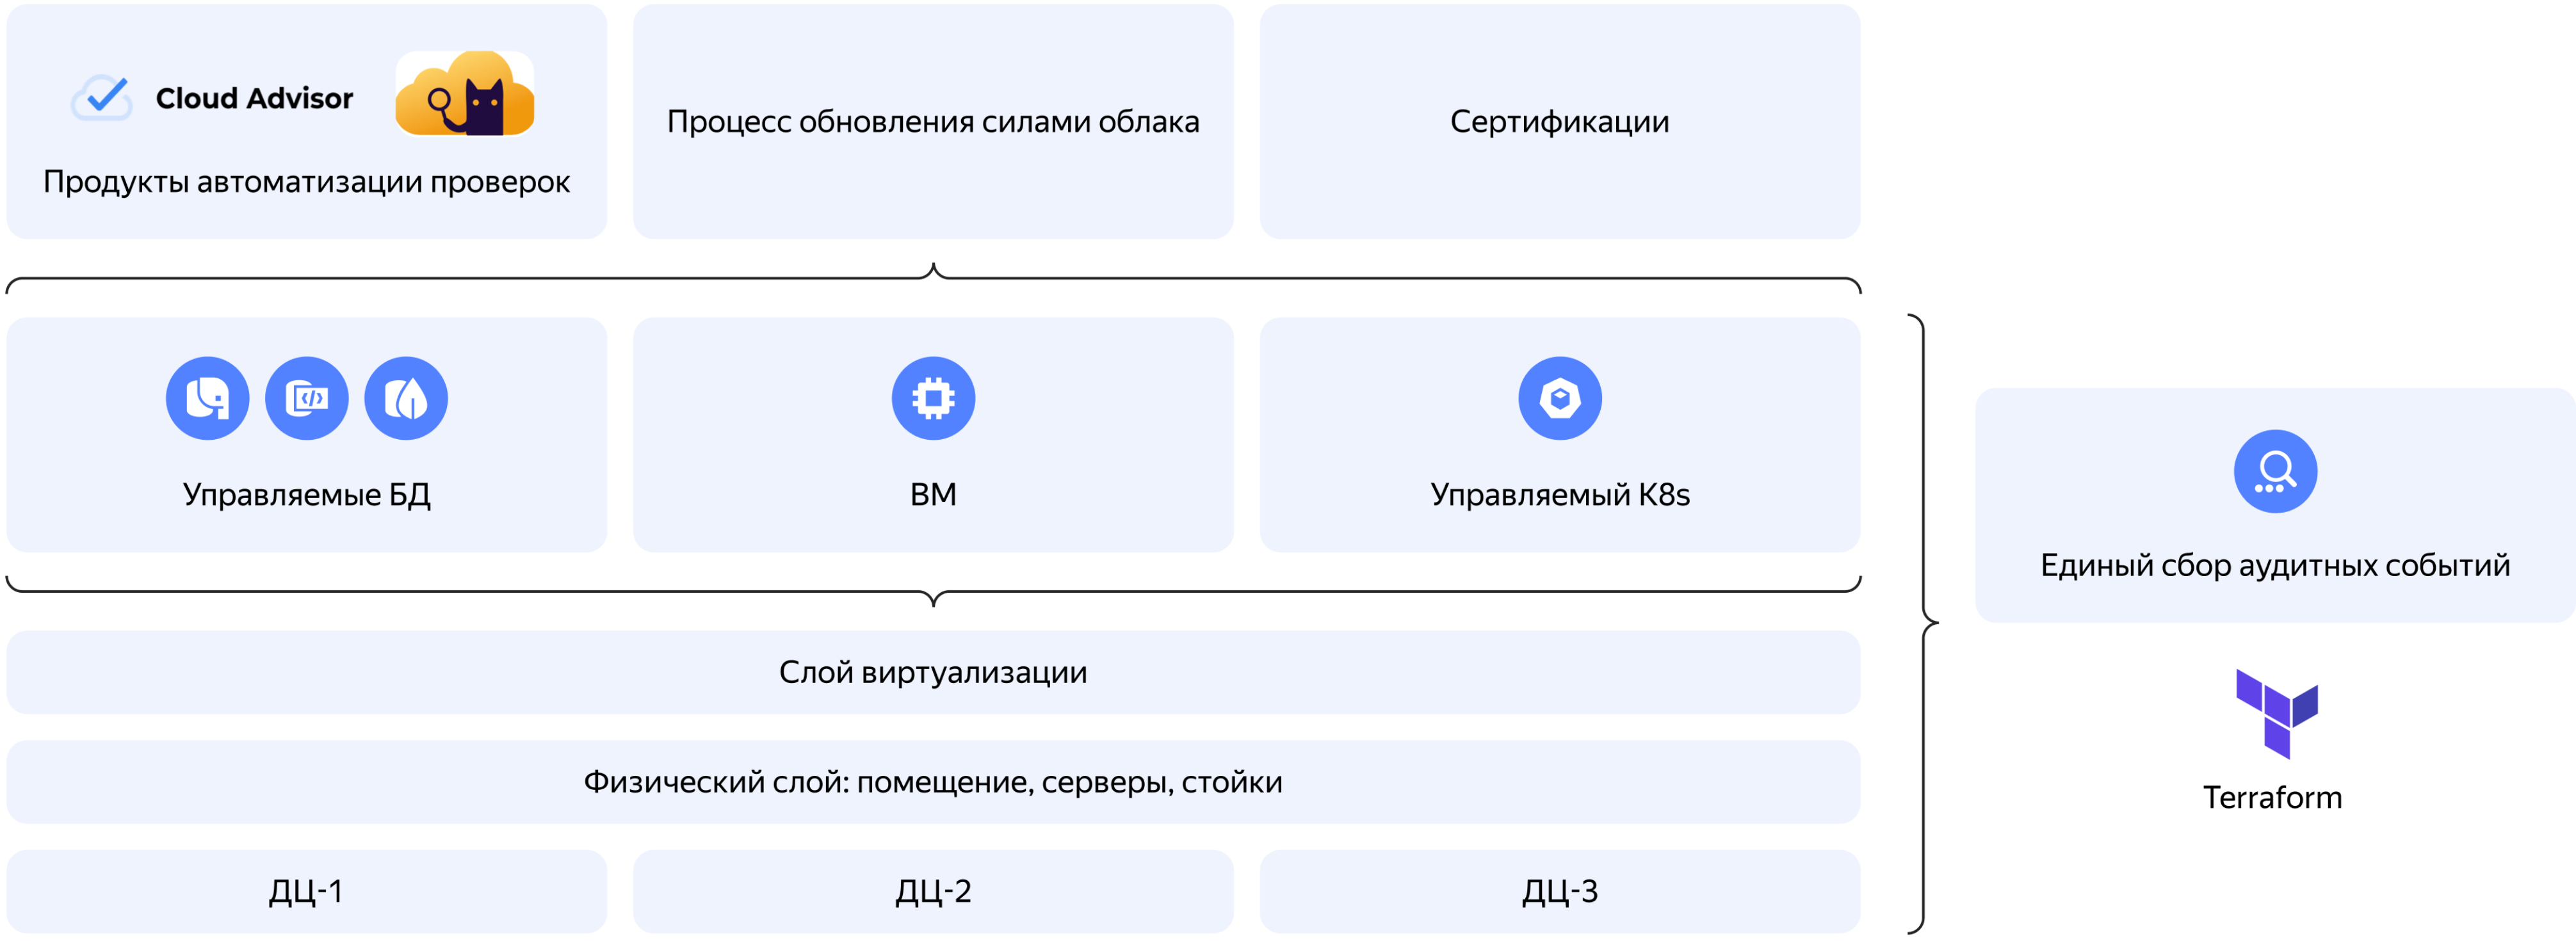 Cloud Advisor
Продукты автоматизации проверок
Процесс обновления силами облака
Сертификации
Управляемые БД
ВМ
Управляемый K8s
Единый сбор аудитных событий
Terraform
Слой виртуализации
Физический слой: помещение, серверы, стойки
ДЦ-1
ДЦ-2
ДЦ-3